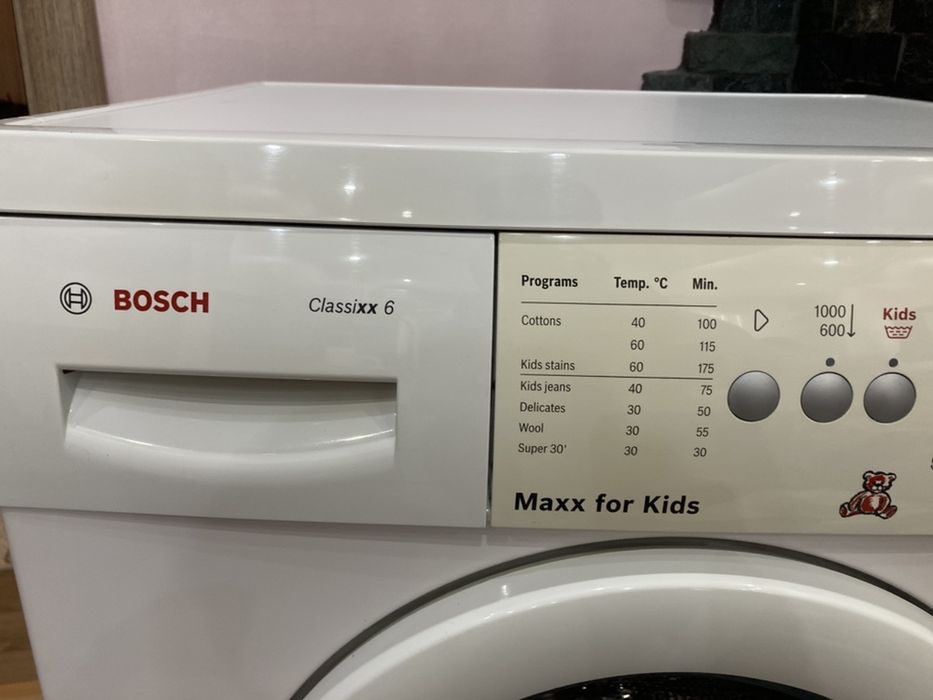 BOSCH
Classixx 6
Programs Temp. °C Min.
Cottons 40 100
60 115
Kids stains 60 175
Kids jeans 40 75
Delicates 30 50
Wool 30 55
Super 30' 30 30
1000
600
Kids
Maxx for Kids